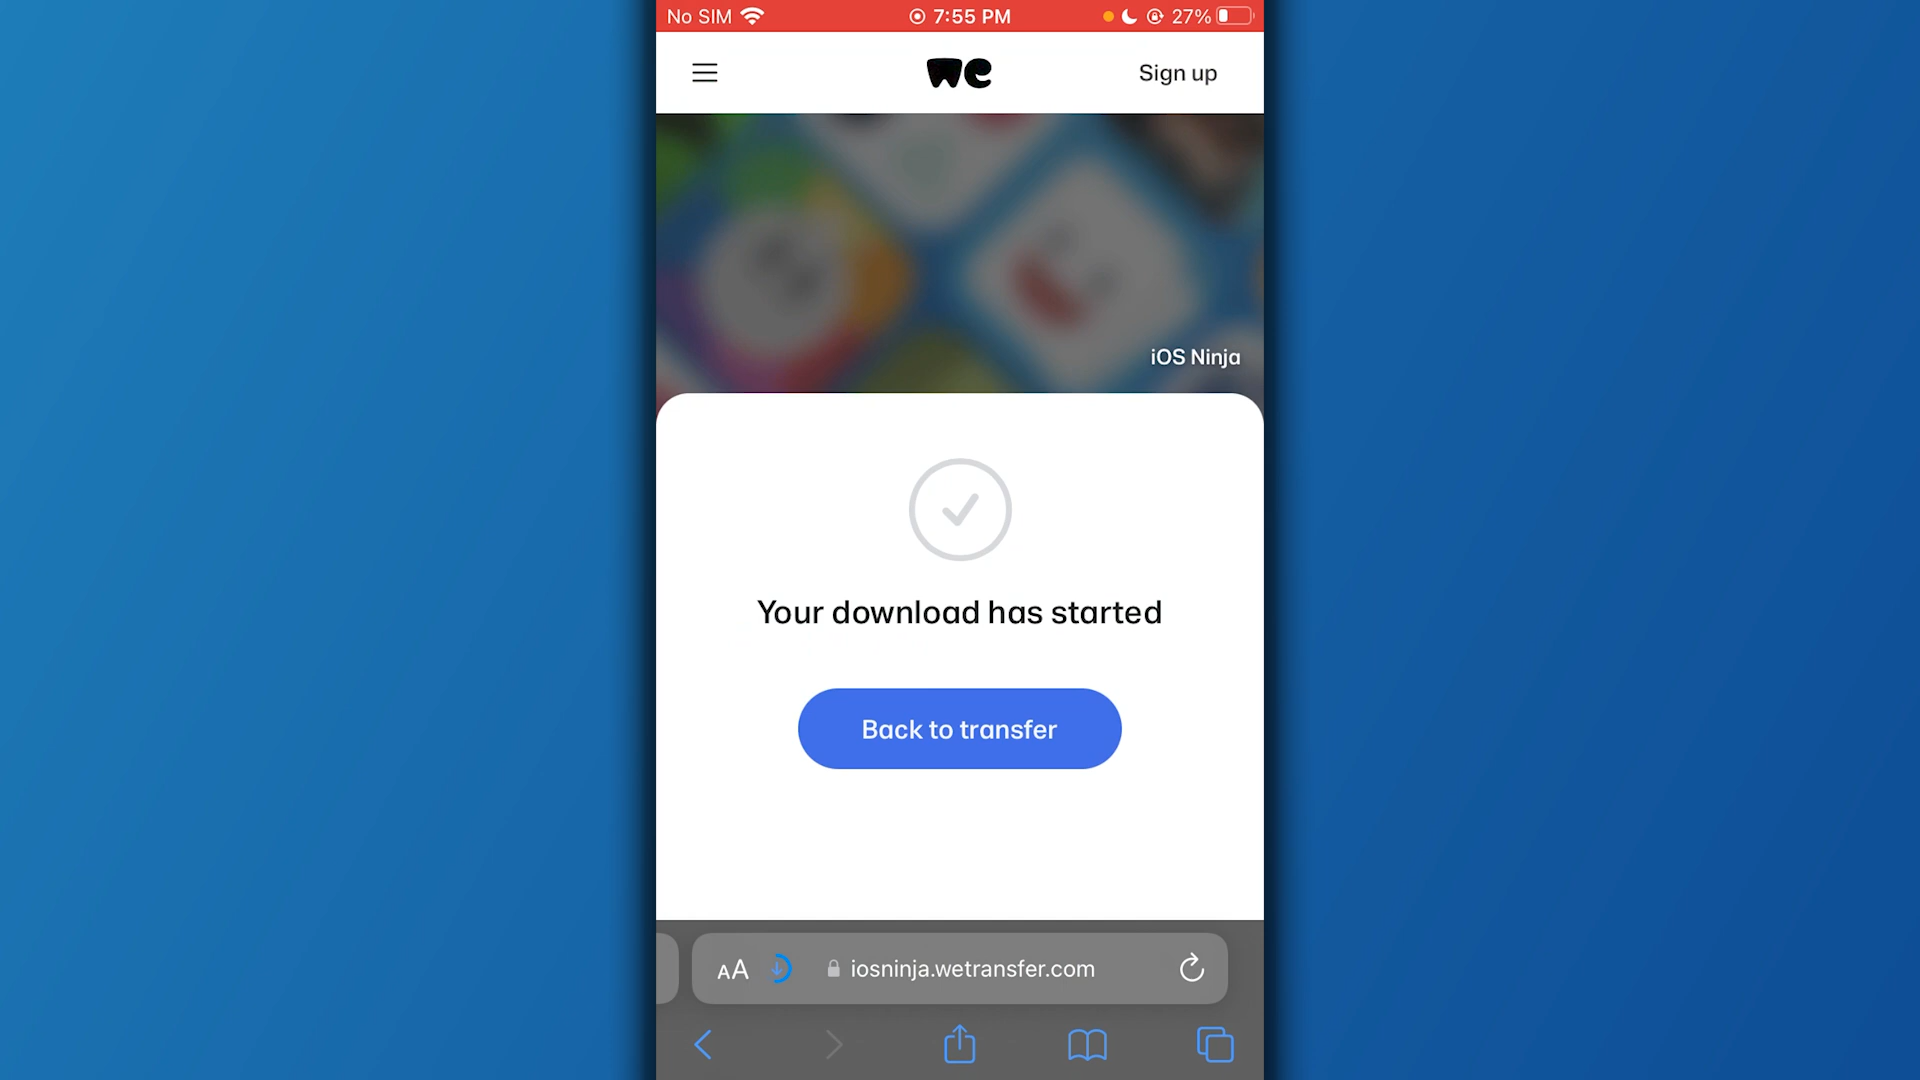 No SIM 7:55 PM 27%
we Sign up
iOS Ninja
Your download has started
Back to transfer
AA iosninja.wetransfer.com